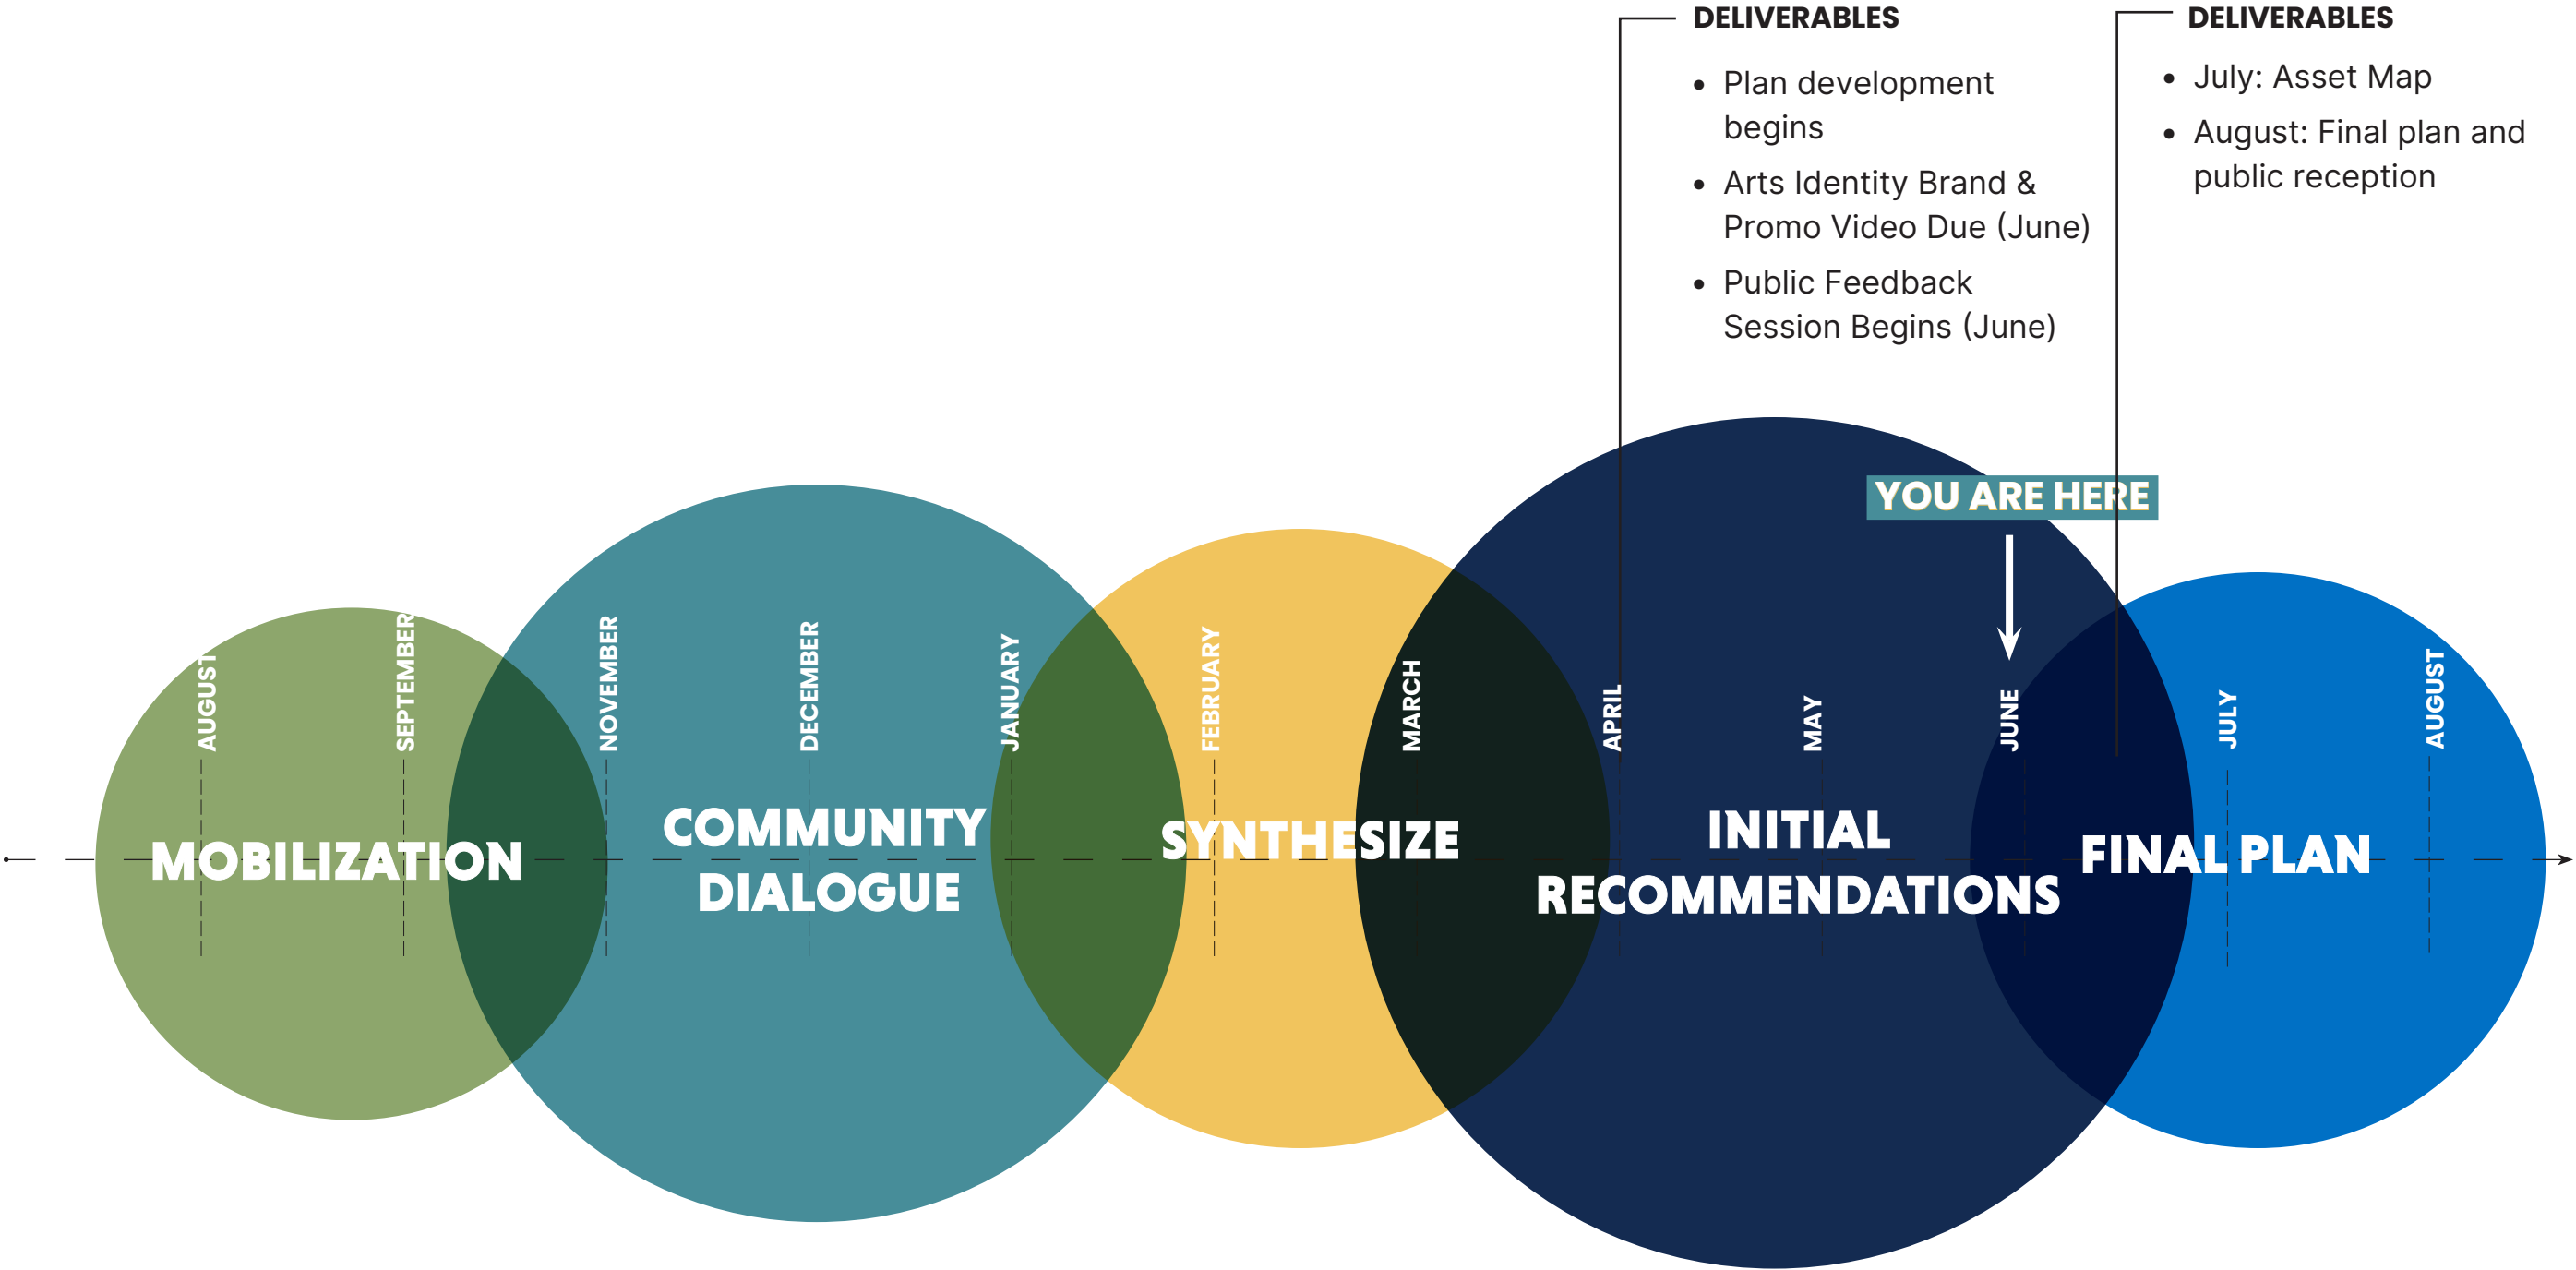 DELIVERABLES
• Plan development
begins
• Arts Identity Brand &
Promo Video Due (June)
• Public Feedback
Session Begins (June)
DELIVERABLES
• July: Asset Map
• August: Final plan and
public reception
YOU ARE HERE
AUGUST
SEPTEMBER
NOVEMBER
DECEMBER
JANUARY
FEBRUARY
MARCH
APRIL
MAY
JUNE
JULY
AUGUST
MOBILIZATION
COMMUNITY
DIALOGUE
SYNTHESIZE
INITIAL
RECOMMENDATIONS
FINAL PLAN